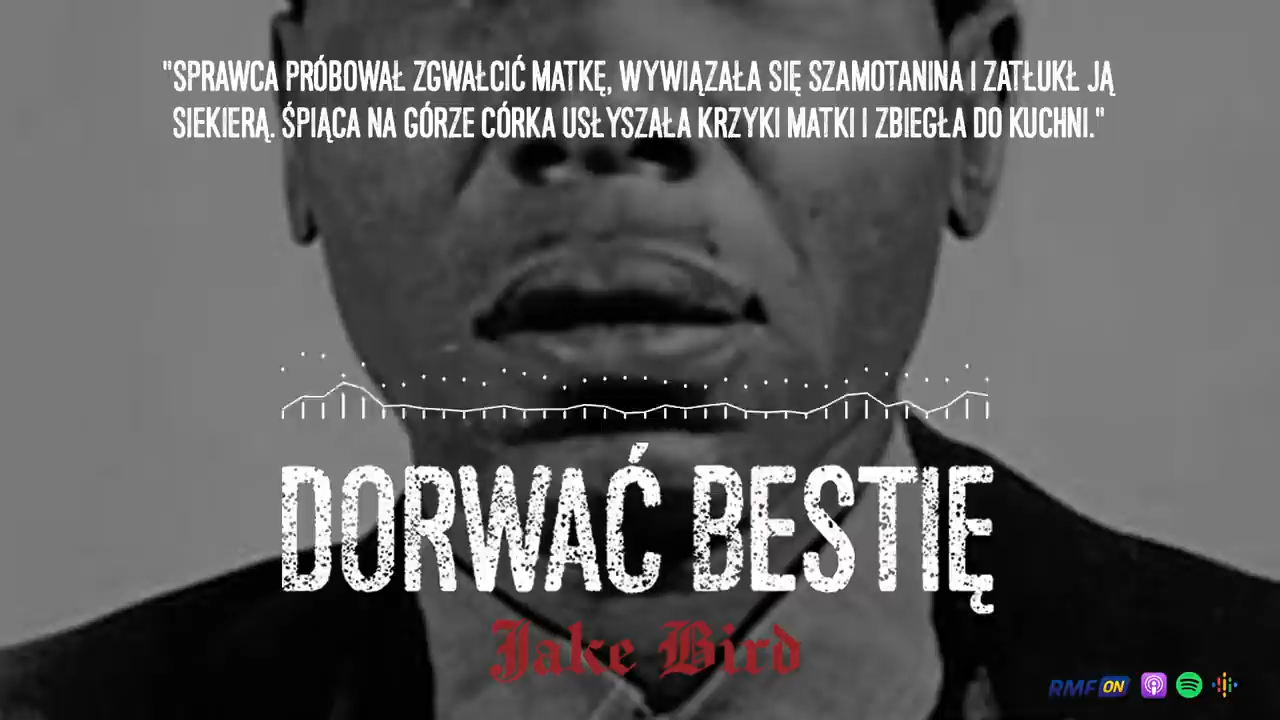 "SPRAWCA PRÓBOWAŁ ZGWAŁCIĆ MATKĘ, WYWIĄZAŁA SIĘ SZAMOTANINA I ZATŁUKŁ JĄ
SIEKIERĄ. ŚPIĄCA NA GÓRZE CÓRKA USŁYSZAŁA KRZYKI MATKI I ZBIEGŁA DO KUCHNI."
DORWAĆ BESTIĘ
Jake Bird
RMF ON